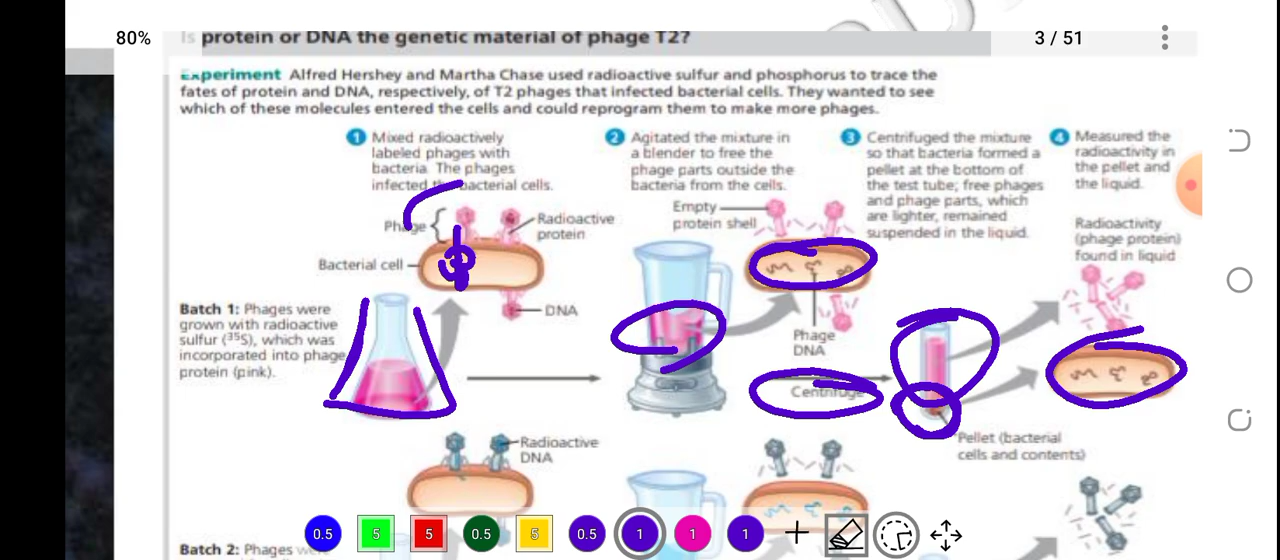 80%
Is protein or DNA the genetic material of phage T2?
3 / 51
Experiment Alfred Hershey and Martha Chase used radioactive sulfur and phosphorus to trace the
fates of protein and DNA, respectively, of T2 phages that infected bacterial cells. They wanted to see
which of these molecules entered the cells and could reprogram them to make more phages.
1 Mixed radioactively
labeled phages with
bacteria. The phages
infected the bacterial cells.
2 Agitated the mixture in
a blender to free the
phage parts outside the
bacteria from the cells.
3 Centrifuged the mixture
so that bacteria formed a
pellet at the bottom of
the test tube; free phages
and phage parts, which
are lighter, remained
suspended in the liquid.
4 Measured the
radioactivity in
the pellet and
the liquid.
Phage
Radioactive
protein
Bacterial cell
DNA
Empty
protein shell
Phage
DNA
Radioactivity
(phage protein)
found in liquid
Batch 1: Phages were
grown with radioactive
sulfur (35S), which was
incorporated into phage
protein (pink).
Centrifuge
Pellet (bacterial
cells and contents)
Radioactive
DNA
Batch 2: Phages
0.5
5
5
0.5
5
0.5
1
1
1